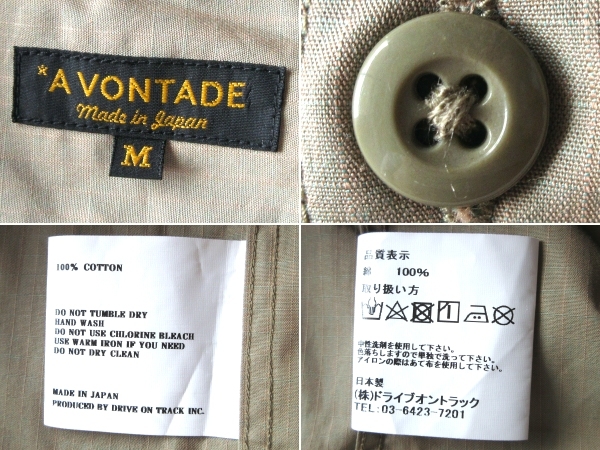 *A VONTADE
Made in Japan
M
100% COTTON
DO NOT TUMBLE DRY
HAND WASH
DO NOT USE CHLORINE BLEACH
USE WARM IRON IF YOU NEED
DO NOT DRY CLEAN
MADE IN JAPAN
PRODUCED BY DRIVE ON TRACK INC.
品質表示
綿 100%
取り扱い方
中性洗剤を使用して下さい。
色落ちしますので単独で洗って下さい。
アイロンの際はあて布を使用して下さい。
日本製
(株)ドライブオントラック
TEL: 03-6423-7201